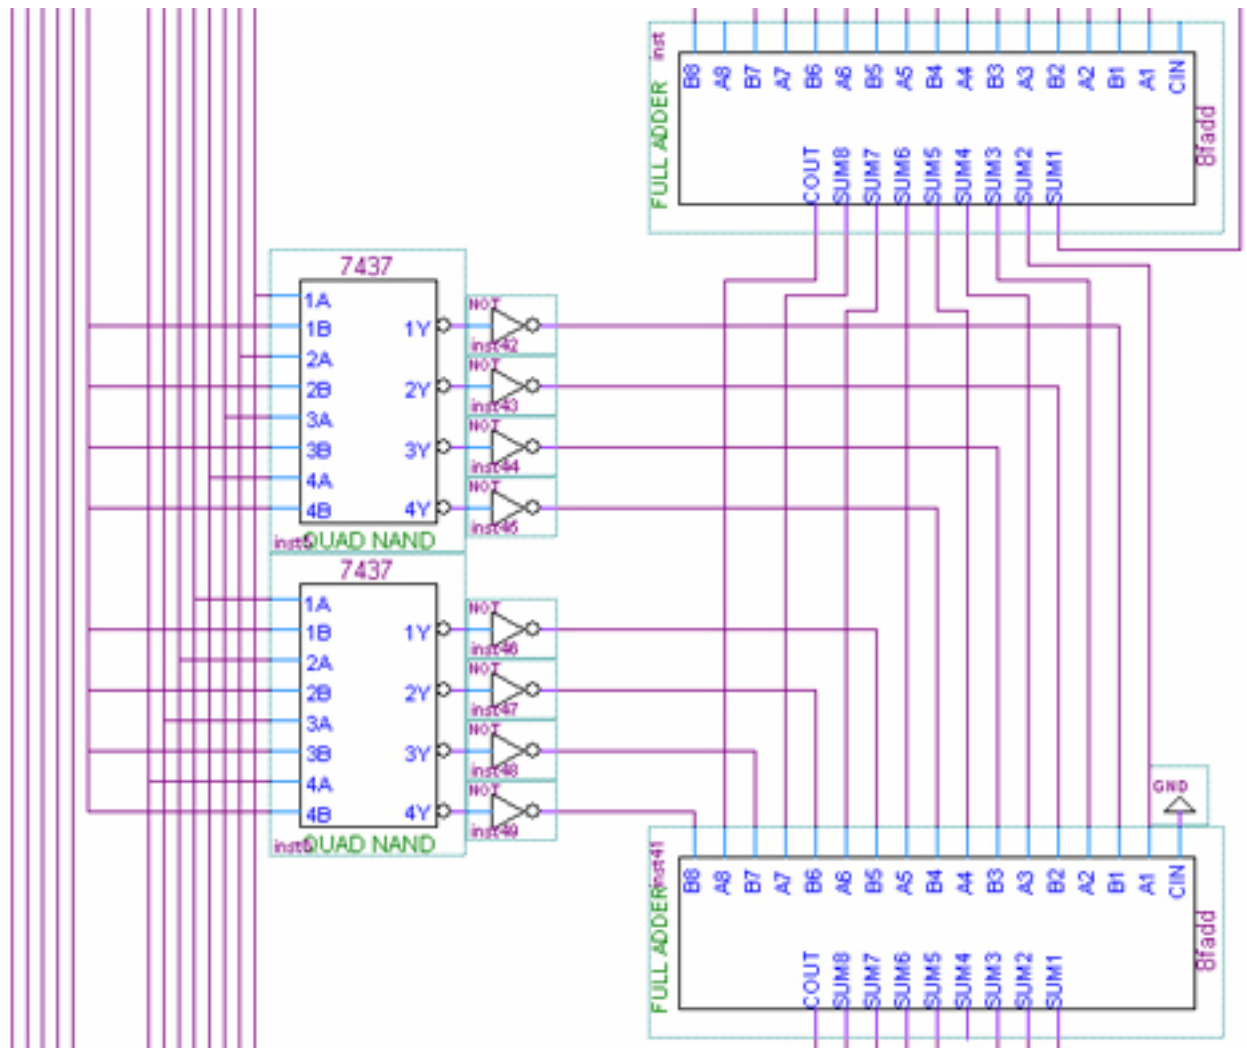 inst
B8 A8 B7 A7 B6 A6 B5 A5 B4 A4 B3 A3 B2 A2 B1 A1 CIN
FULL ADDER
8fadd
COUT SUM8 SUM7 SUM6 SUM5 SUM4 SUM3 SUM2 SUM1
7437
1A
1B 1Y
2A
2B 2Y
3A
3B 3Y
4A
4B 4Y
QUAD NAND
NOT
inst42
NOT
inst43
NOT
inst44
NOT
inst45
7437
1A
1B 1Y
2A
2B 2Y
3A
3B 3Y
4A
4B 4Y
QUAD NAND
NOT
inst46
NOT
inst47
NOT
inst48
NOT
inst49
GND
inst41
B8 A8 B7 A7 B6 A6 B5 A5 B4 A4 B3 A3 B2 A2 B1 A1 CIN
FULL ADDER
8fadd
COUT SUM8 SUM7 SUM6 SUM5 SUM4 SUM3 SUM2 SUM1